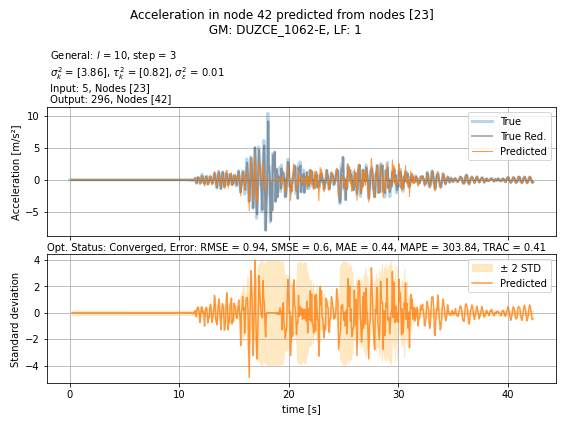 Acceleration in node 42 predicted from nodes [23]
GM: DUZCE_1062-E, LF: 1
General: l = 10, step = 3
σ²ₖ = [3.86], τ²ₖ = [0.82], σ²ε = 0.01
Input: 5, Nodes [23]
Output: 296, Nodes [42]
Acceleration [m/s²]
10
5
0
−5
True
True Red.
Predicted
Opt. Status: Converged, Error: RMSE = 0.94, SMSE = 0.6, MAE = 0.44, MAPE = 303.84, TRAC = 0.41
Standard deviation
4
2
0
−2
−4
± 2 STD
Predicted
0 10 20 30 40
time [s]